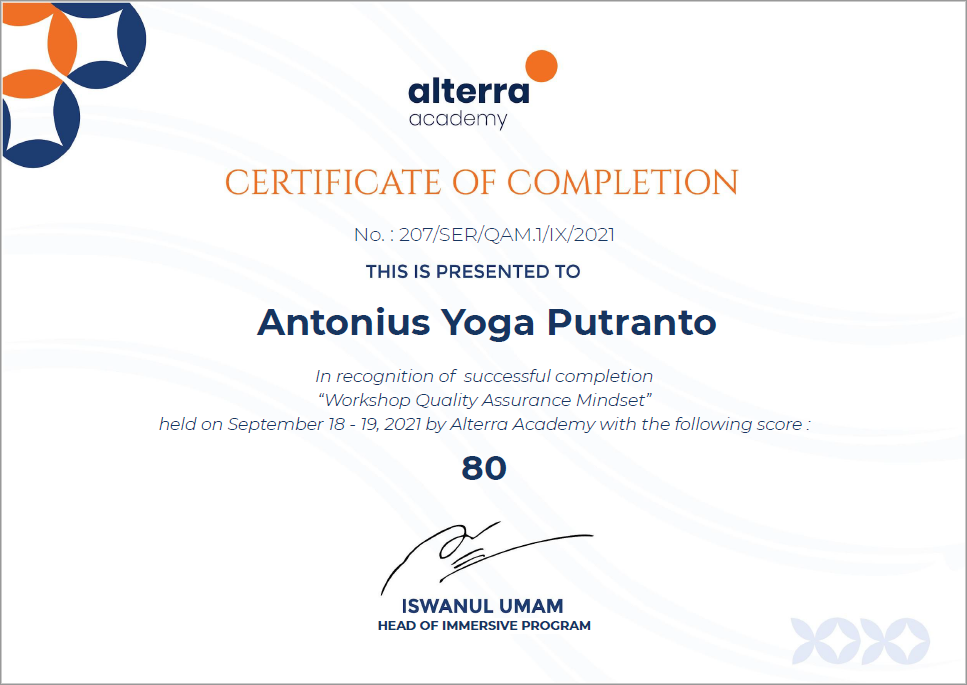 alterra
academy
CERTIFICATE OF COMPLETION
No. : 207/SER/QAM.1/IX/2021
THIS IS PRESENTED TO
Antonius Yoga Putranto
In recognition of successful completion
“Workshop Quality Assurance Mindset”
held on September 18 - 19, 2021 by Alterra Academy with the following score :
80
ISWANUL UMAM
HEAD OF IMMERSIVE PROGRAM